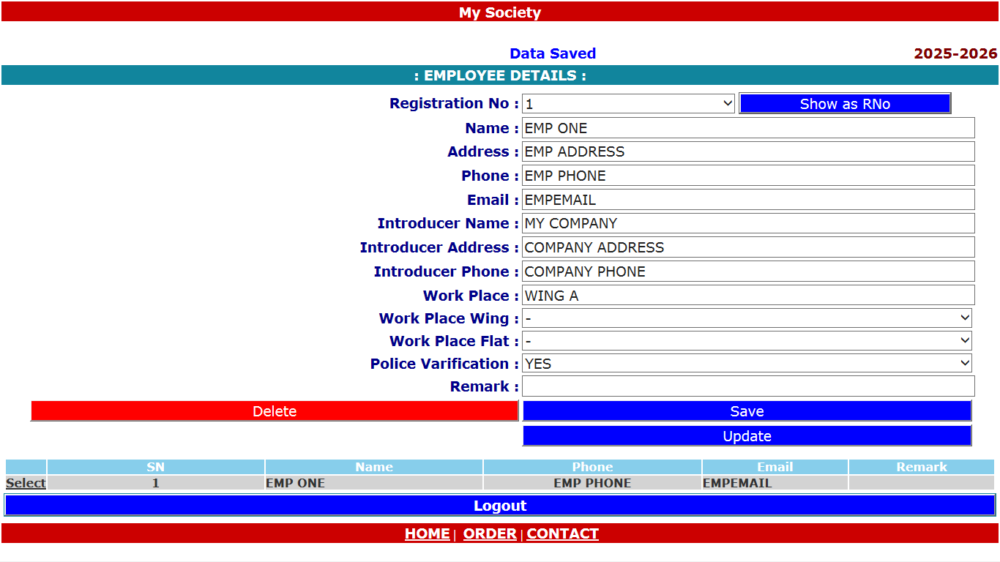 My Society
Data Saved 2025-2026
: EMPLOYEE DETAILS :
Registration No : 1 Show as RNo
Name : EMP ONE
Address : EMP ADDRESS
Phone : EMP PHONE
Email : EMPEMAIL
Introducer Name : MY COMPANY
Introducer Address : COMPANY ADDRESS
Introducer Phone : COMPANY PHONE
Work Place : WING A
Work Place Wing : -
Work Place Flat : -
Police Varification : YES
Remark :
Delete Save
Update
SN Name Phone Email Remark
Select 1 EMP ONE EMP PHONE EMPEMAIL
Logout
HOME | ORDER | CONTACT